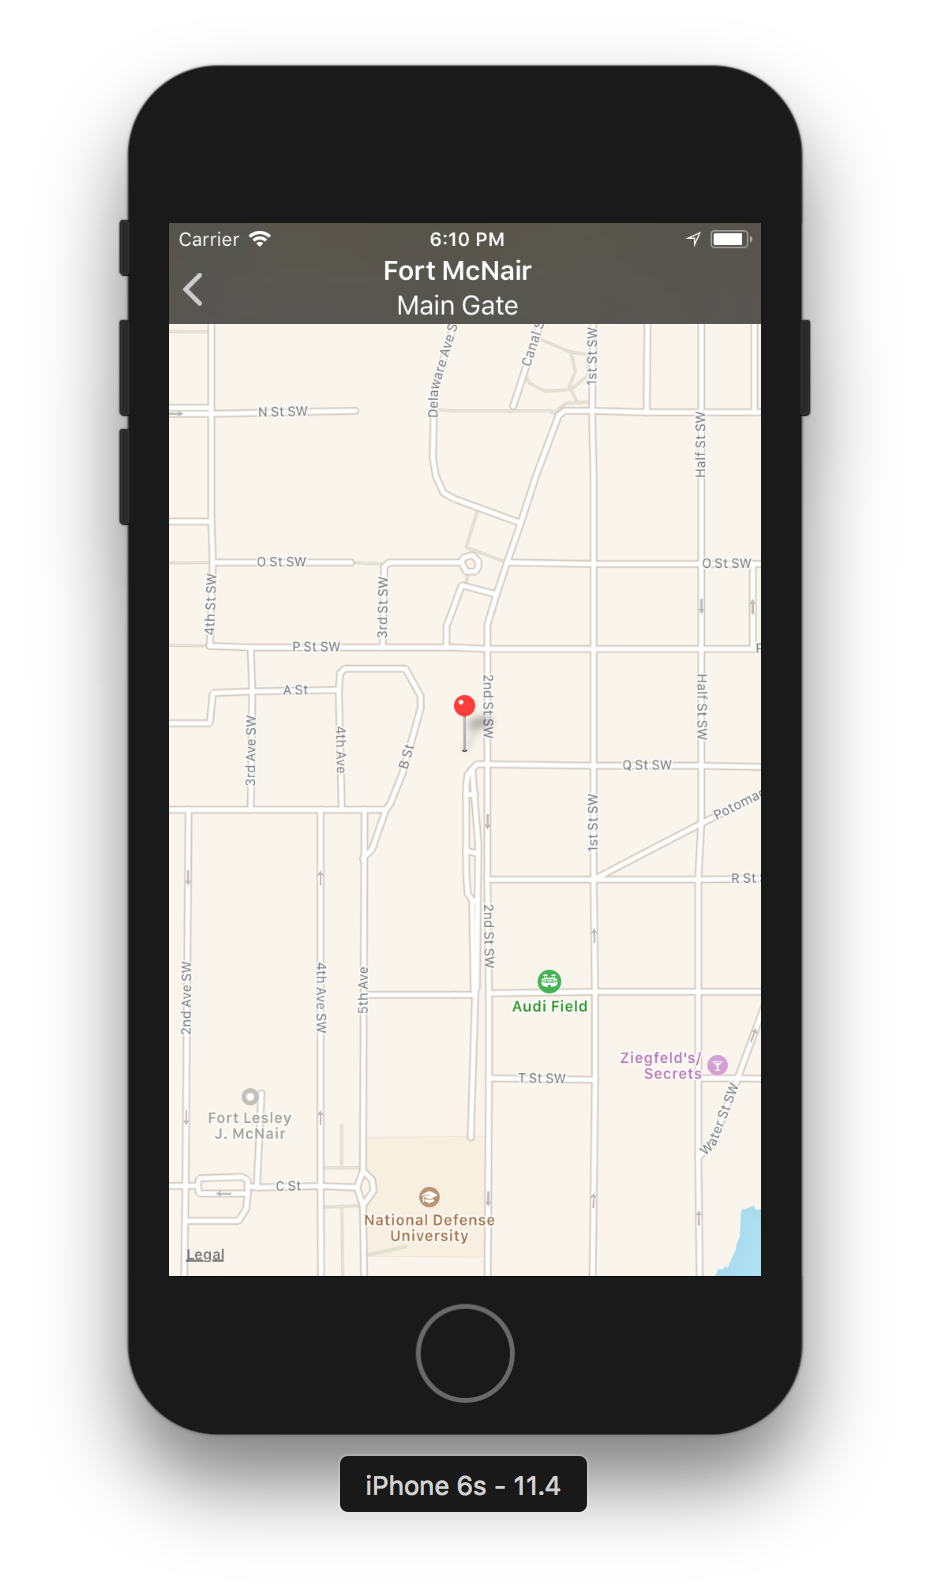 Carrier
6:10 PM
Fort McNair
Main Gate
Delaware Ave S
Canal S
1st St SW
N St SW
Half St SW
O St SW
O St SW
4th St SW
3rd St SW
P St SW
2nd St SW
Half St SW
A St
3rd Ave SW
4th Ave
B St
Q St SW
Potomac
1st St SW
R St S
2nd St SW
2nd Ave SW
4th Ave SW
5th Ave
Audi Field
Ziegfeld's/
Secrets
T St SW
Water St SW
Fort Lesley
J. McNair
C St
National Defense
University
Legal
iPhone 6s - 11.4